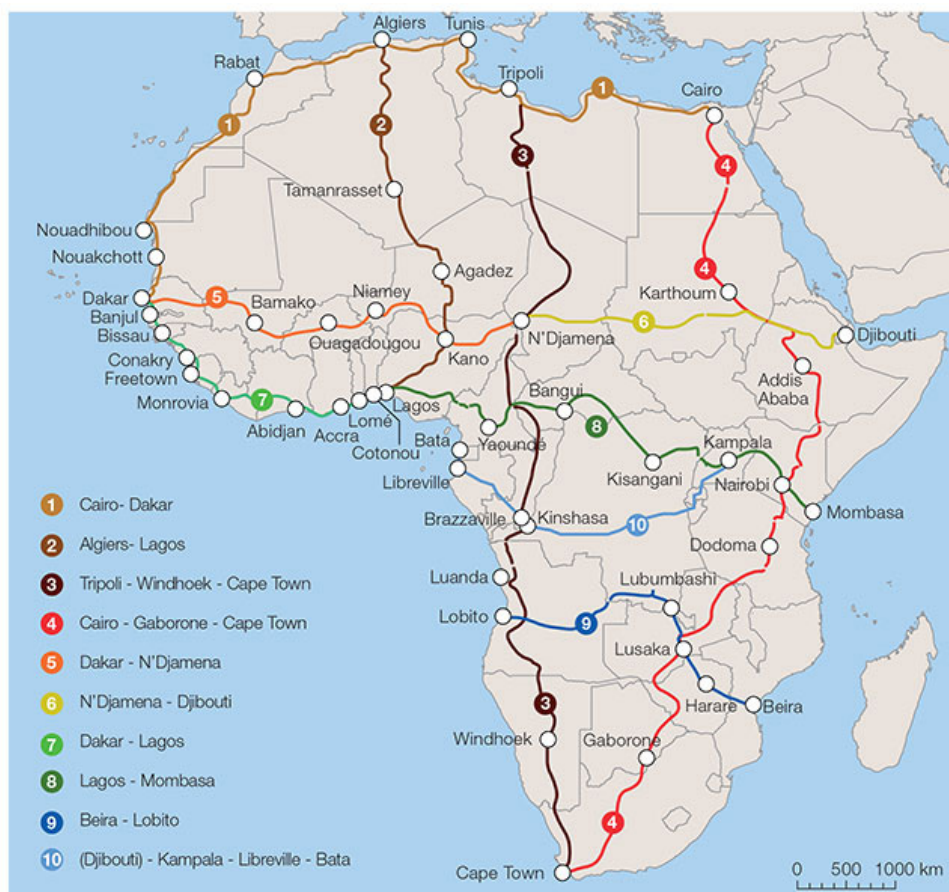 Algiers
Tunis
Rabat
Tripoli
1
Cairo
1
2
3
4
Tamanrasset
Nouadhibou
Nouakchott
Agadez
4
Karthoum
Dakar
5
Bamako
Niamey
Banjul
6
Bissau
Ouagadougou
Kano
N'Djamena
Djibouti
Conakry
Freetown
Addis
Ababa
Monrovia
7
Abidjan
Accra
Lomé
Cotonou
Lagos
Bangui
8
Bata
Yaoundé
Kampala
Libreville
Kisangani
Nairobi
Brazzaville
Kinshasa
10
Mombasa
Dodoma
Luanda
Lubumbashi
Lobito
9
Lusaka
Harare
Beira
3
Windhoek
Gaborone
4
Cape Town
1 Cairo- Dakar
2 Algiers- Lagos
3 Tripoli - Windhoek - Cape Town
4 Cairo - Gaborone - Cape Town
5 Dakar - N'Djamena
6 N'Djamena - Djibouti
7 Dakar - Lagos
8 Lagos - Mombasa
9 Beira - Lobito
10 (Djibouti) - Kampala - Libreville - Bata
0 500 1000 km